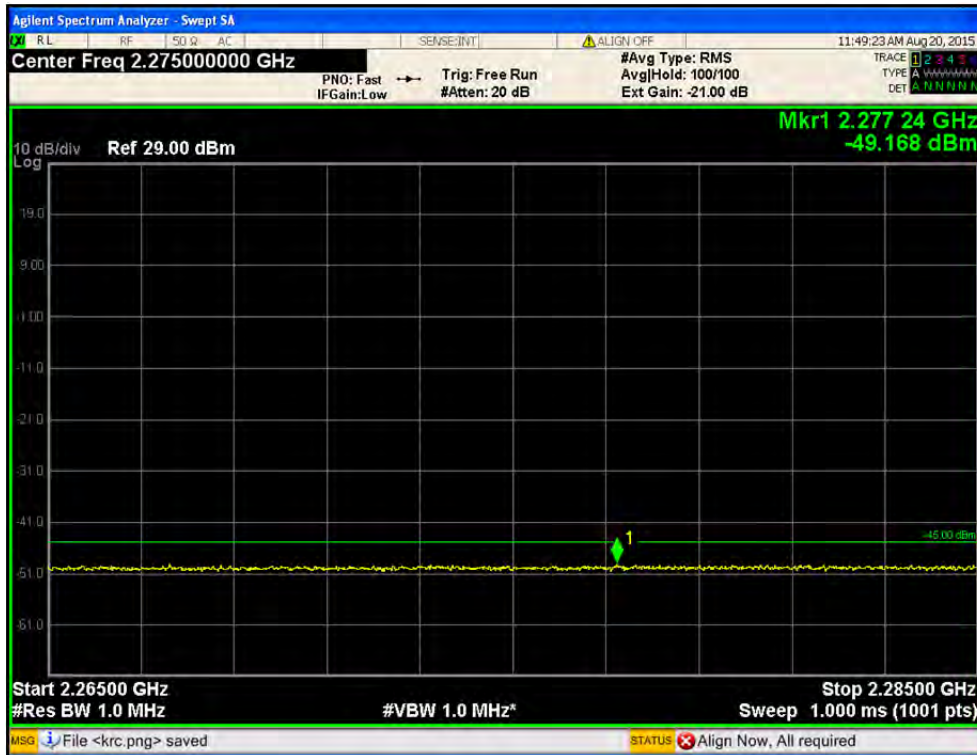 Agilent Spectrum Analyzer - Swept SA
RL RF 50 Ω AC SENSE:INT ALIGN OFF 11:49:23 AM Aug 20, 2015
Center Freq 2.275000000 GHz
#Avg Type: RMS
TRACE 1 2 3 4 5 6
PNO: Fast Trig: Free Run Avg|Hold: 100/100
TYPE A
IFGain:Low #Atten: 20 dB Ext Gain: -21.00 dB
DET A N N N N N
Mkr1 2.277 24 GHz
-49.168 dBm
10 dB/div Ref 29.00 dBm
Log
19.0
9.00
-1.00
-11.0
-21.0
-31.0
-41.0
1
-45.00 dBm
-51.0
-61.0
Start 2.26500 GHz Stop 2.28500 GHz
#Res BW 1.0 MHz #VBW 1.0 MHz* Sweep 1.000 ms (1001 pts)
MSG File <krc.png> saved STATUS Align Now, All required